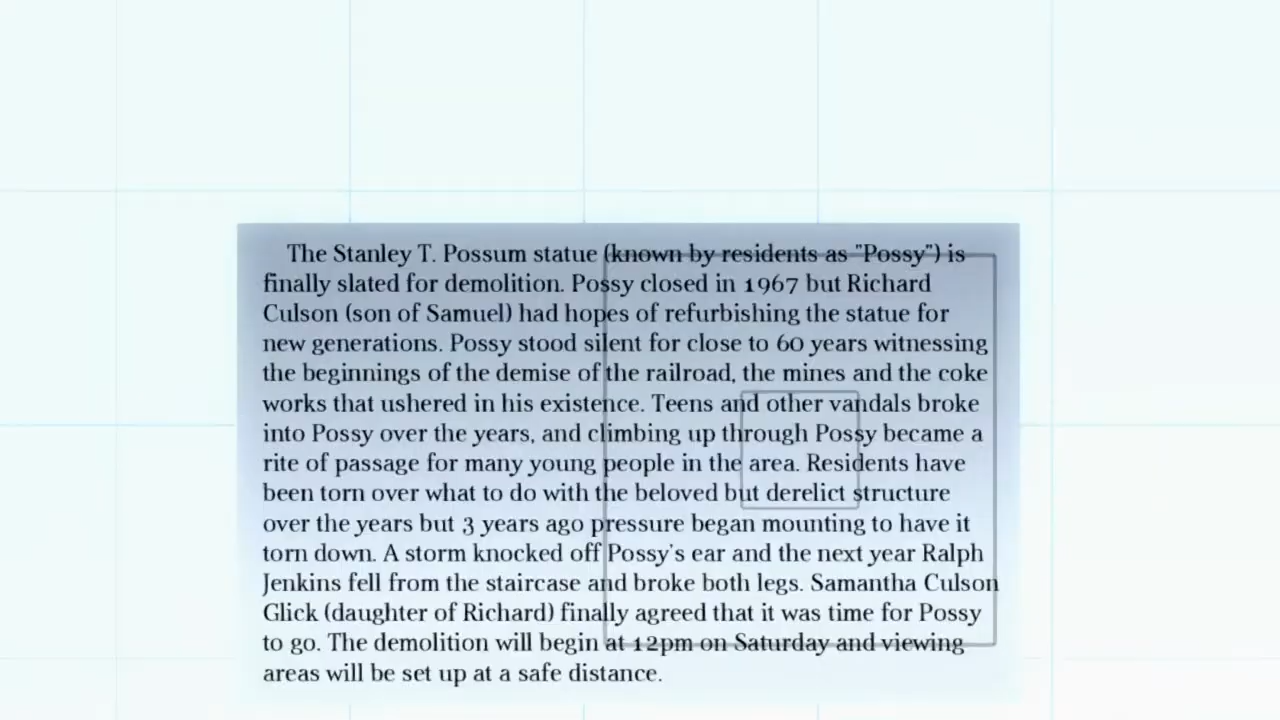 The Stanley T. Possum statue (known by residents as "Possy") is
finally slated for demolition. Possy closed in 1967 but Richard
Culson (son of Samuel) had hopes of refurbishing the statue for
new generations. Possy stood silent for close to 60 years witnessing
the beginnings of the demise of the railroad, the mines and the coke
works that ushered in his existence. Teens and other vandals broke
into Possy over the years, and climbing up through Possy became a
rite of passage for many young people in the area. Residents have
been torn over what to do with the beloved but derelict structure
over the years but 3 years ago pressure began mounting to have it
torn down. A storm knocked off Possy's ear and the next year Ralph
Jenkins fell from the staircase and broke both legs. Samantha Culson
Glick (daughter of Richard) finally agreed that it was time for Possy
to go. The demolition will begin at 12pm on Saturday and viewing
areas will be set up at a safe distance.